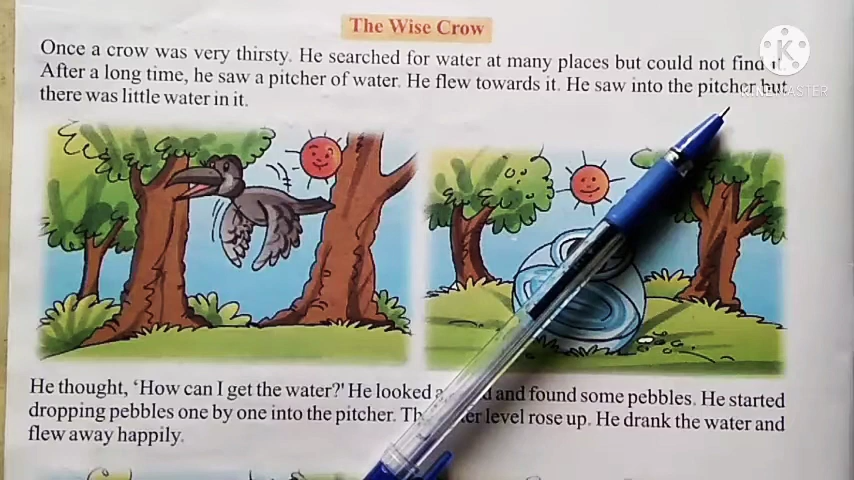 The Wise Crow
Once a crow was very thirsty. He searched for water at many places but could not find it.
After a long time, he saw a pitcher of water. He flew towards it. He saw into the pitcher but
there was little water in it.
He thought, 'How can I get the water?' He looked and found some pebbles. He started
dropping pebbles one by one into the pitcher. level rose up. He drank the water and
flew away happily.
KINEMASTER